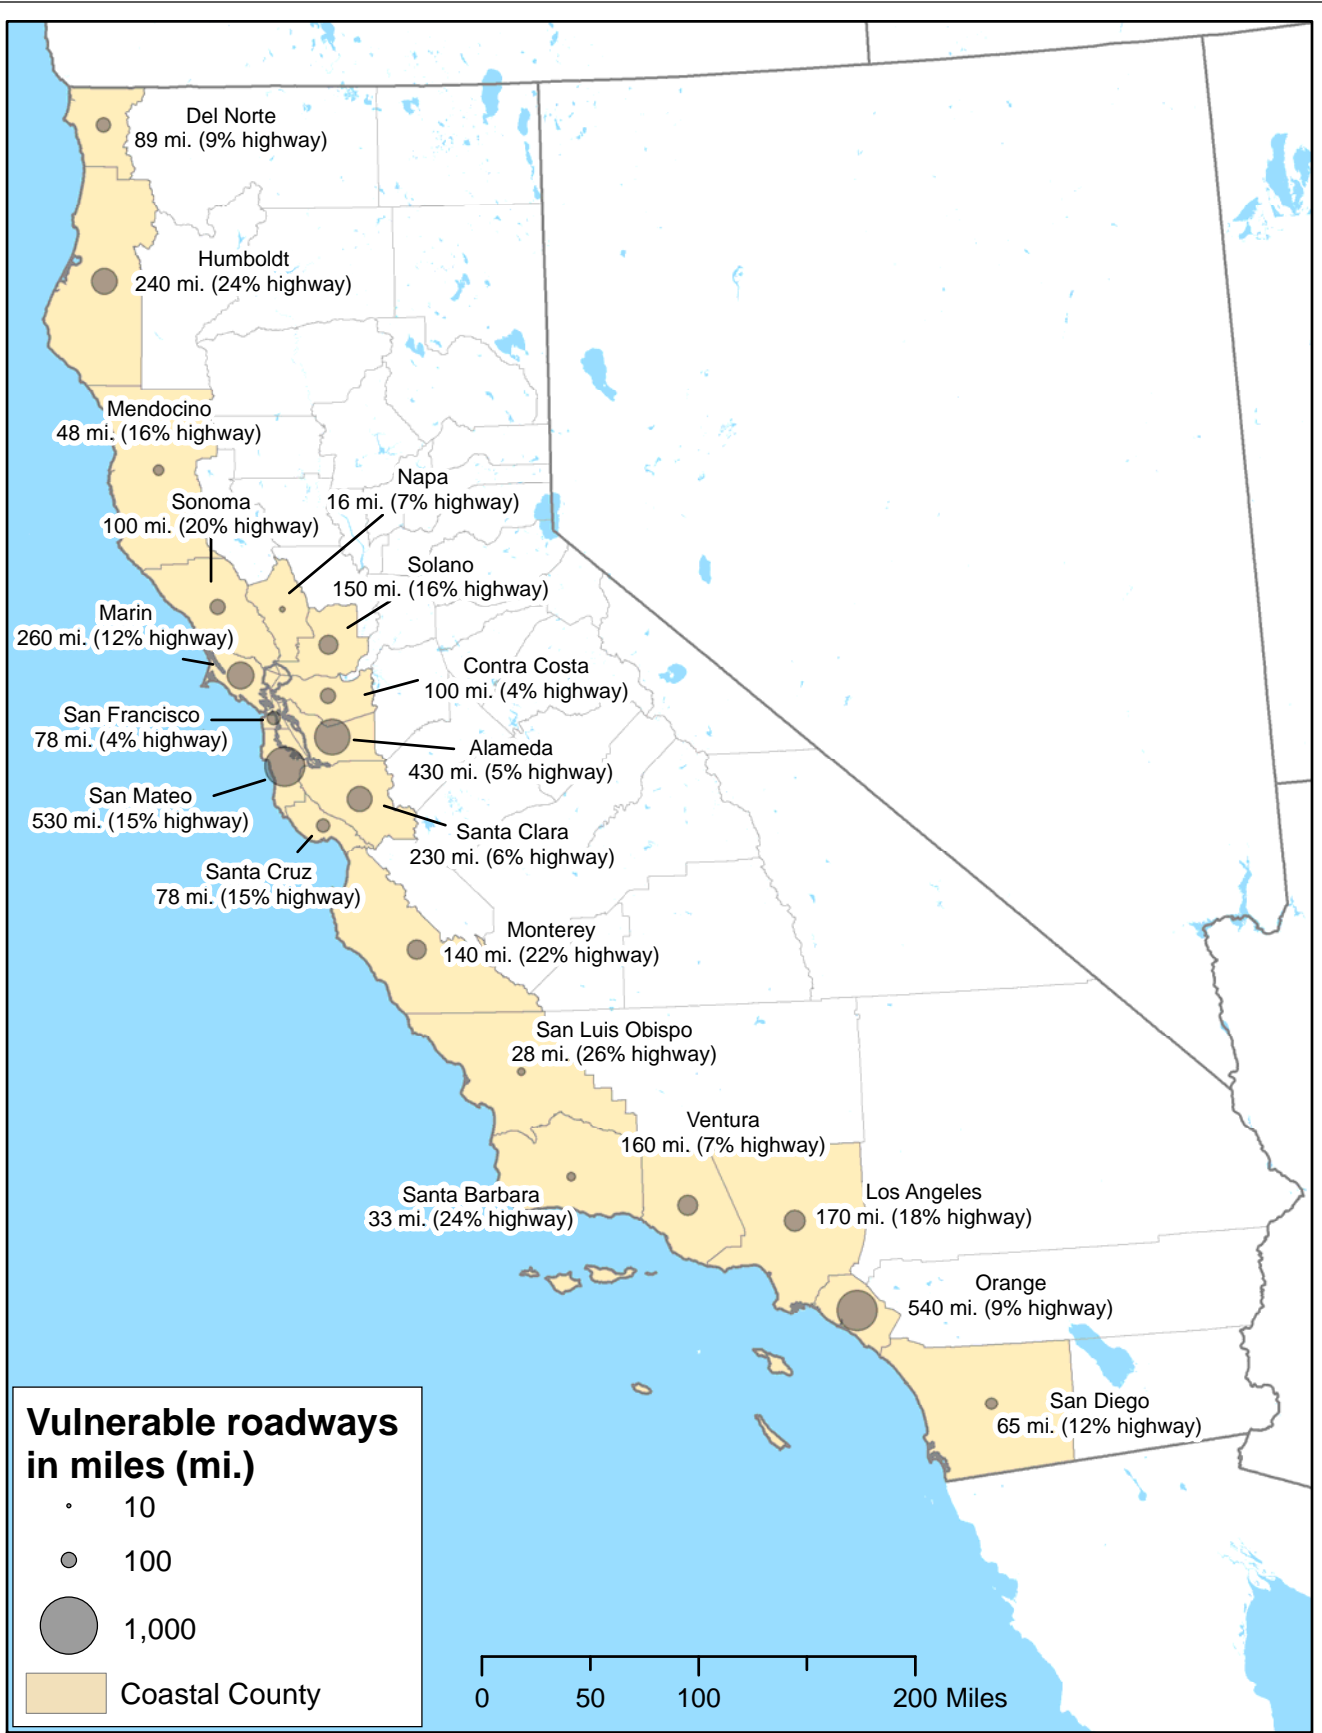 Del Norte
89 mi. (9% highway)
Humboldt
240 mi. (24% highway)
Mendocino
48 mi. (16% highway)
Napa
16 mi. (7% highway)
Sonoma
100 mi. (20% highway)
Solano
150 mi. (16% highway)
Marin
260 mi. (12% highway)
Contra Costa
100 mi. (4% highway)
San Francisco
78 mi. (4% highway)
Alameda
430 mi. (5% highway)
San Mateo
530 mi. (15% highway)
Santa Clara
230 mi. (6% highway)
Santa Cruz
78 mi. (15% highway)
Monterey
140 mi. (22% highway)
San Luis Obispo
28 mi. (26% highway)
Ventura
160 mi. (7% highway)
Santa Barbara
33 mi. (24% highway)
Los Angeles
170 mi. (18% highway)
Orange
540 mi. (9% highway)
San Diego
65 mi. (12% highway)
Vulnerable roadways
in miles (mi.)
10
100
1,000
Coastal County
0 50 100 200 Miles